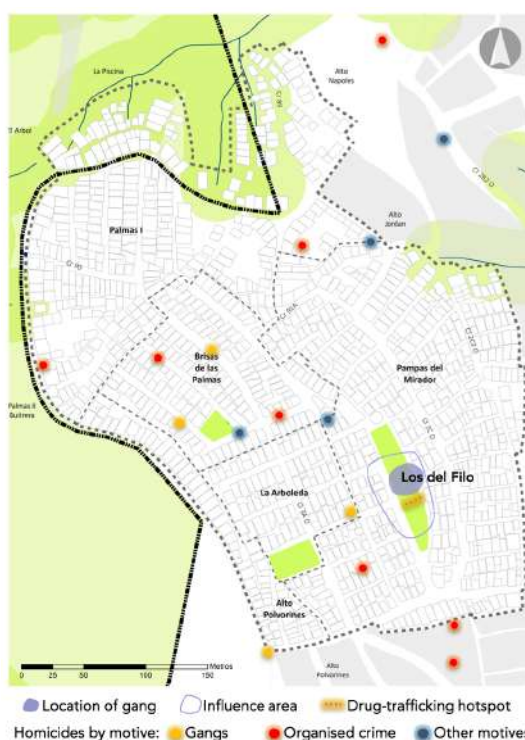 La Piscina
Alto
Napoles
El Arbol
Alto
Jordan
Palmas I
Brisas
de las
Palmas
Pampas del
Mirador
Palmas II
Los del Filo
La Arboleda
Alto
Polvorines
Alto
Polvorines
0 25 50 100 150 Metros
Location of gang Influence area Drug-trafficking hotspot
Homicides by motive: Gangs Organised crime Other motive